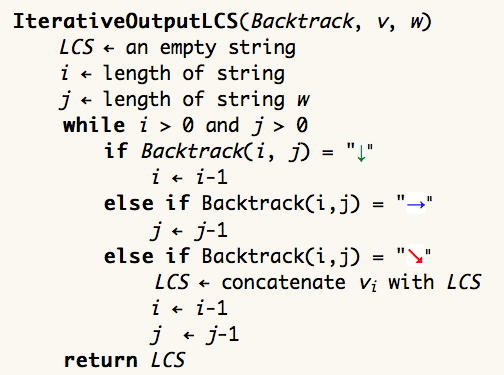 IterativeOutputLCS(Backtrack, v, w)
LCS ← an empty string
i ← length of string
j ← length of string w
while i > 0 and j > 0
if Backtrack(i, j) = "↓"
i ← i-1
else if Backtrack(i,j) = "→"
j ← j-1
else if Backtrack(i,j) = "↘"
LCS ← concatenate vᵢ with LCS
i ← i-1
j ← j-1
return LCS